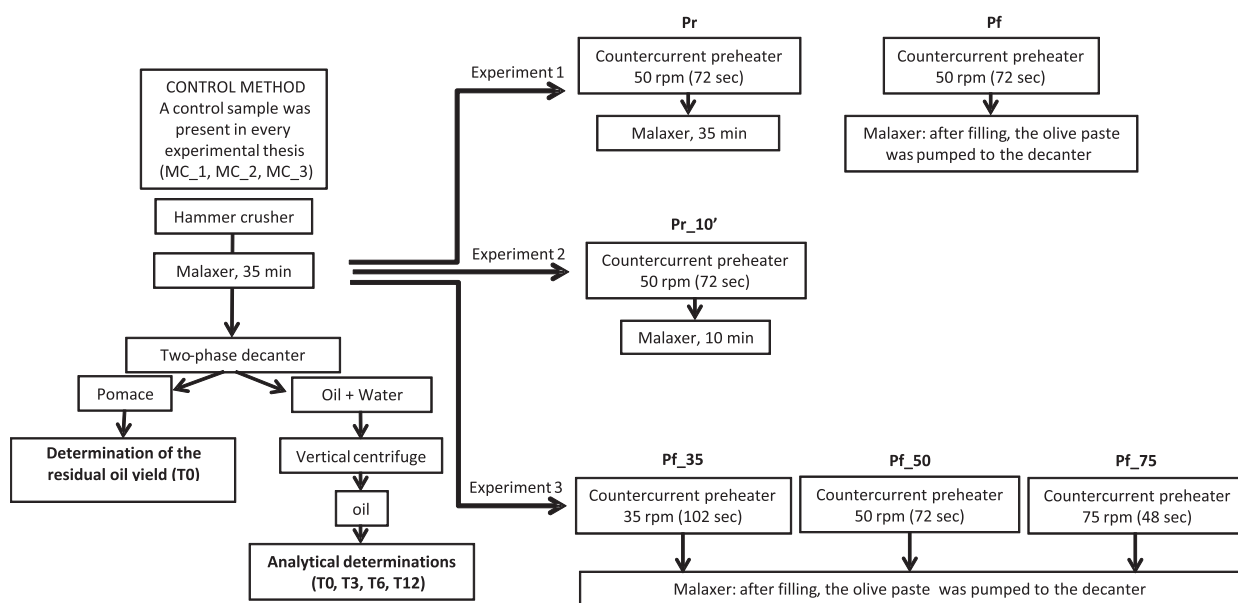 CONTROL METHOD
A control sample was
present in every
experimental thesis
(MC_1, MC_2, MC_3)
Hammer crusher
Malaxer, 35 min
Two-phase decanter
Pomace
Oil + Water
Determination of the
residual oil yield (T0)
Vertical centrifuge
oil
Analytical determinations
(T0, T3, T6, T12)
Experiment 1
Pr
Countercurrent preheater
50 rpm (72 sec)
Malaxer, 35 min
Pf
Countercurrent preheater
50 rpm (72 sec)
Malaxer: after filling, the olive paste
was pumped to the decanter
Experiment 2
Pr_10’
Countercurrent preheater
50 rpm (72 sec)
Malaxer, 10 min
Experiment 3
Pf_35
Countercurrent preheater
35 rpm (102 sec)
Pf_50
Countercurrent preheater
50 rpm (72 sec)
Pf_75
Countercurrent preheater
75 rpm (48 sec)
Malaxer: after filling, the olive paste was pumped to the decanter